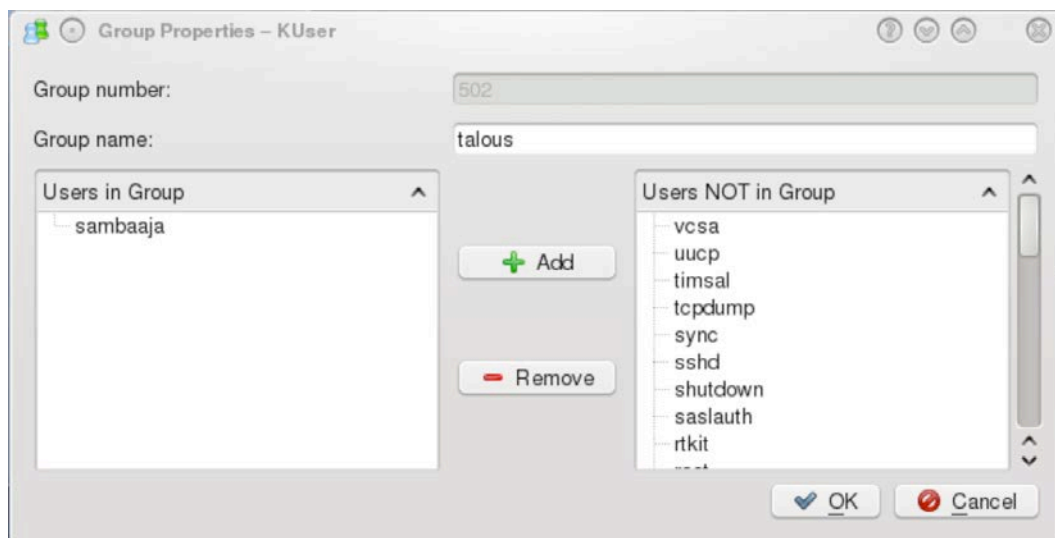 Group Properties – KUser
Group number:
502
Group name:
talous
Users in Group
sambaaja
Add
Remove
Users NOT in Group
vcsa
uucp
timsal
tcpdump
sync
sshd
shutdown
saslauth
rtkit
OK
Cancel